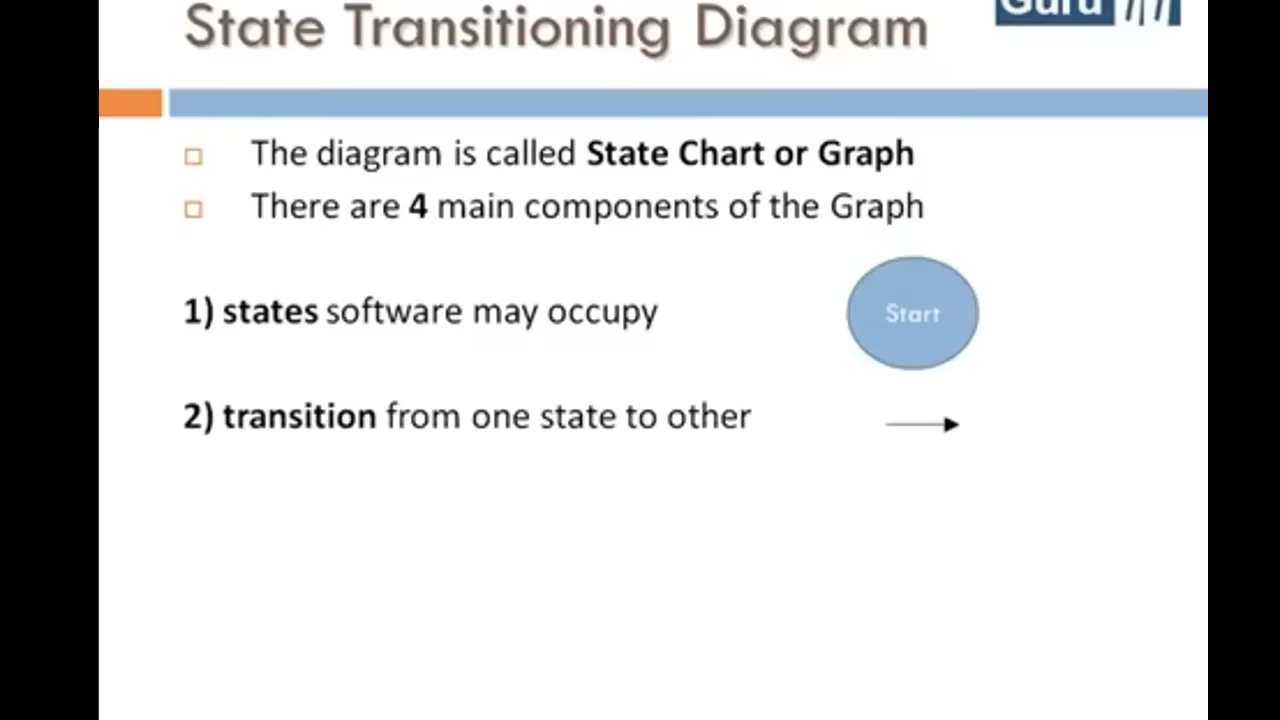 State Transitioning Diagram
Guru
The diagram is called State Chart or Graph
There are 4 main components of the Graph
1) states software may occupy
Start
2) transition from one state to other